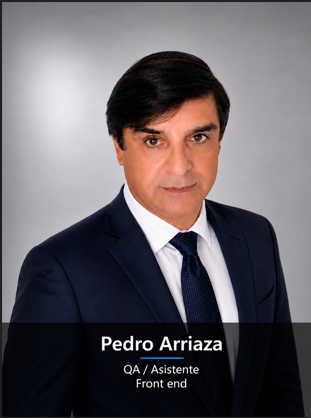 Pedro Arriaza
QA / Asistente
Front end